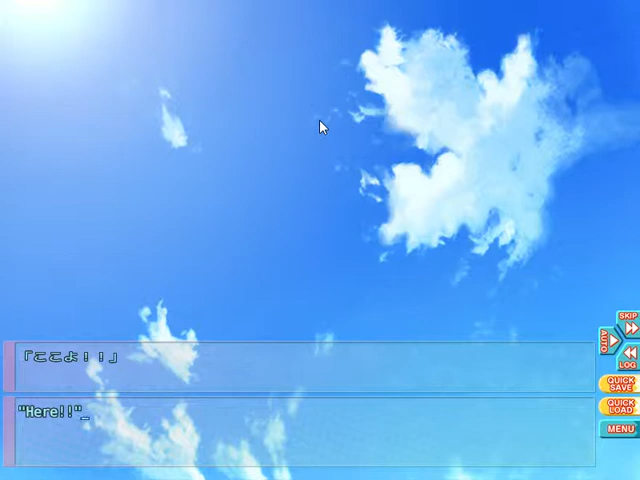 「ここよ！！」
"Here!!"_
SKIP
AUTO
LOG
QUICK
SAVE
QUICK
LOAD
MENU